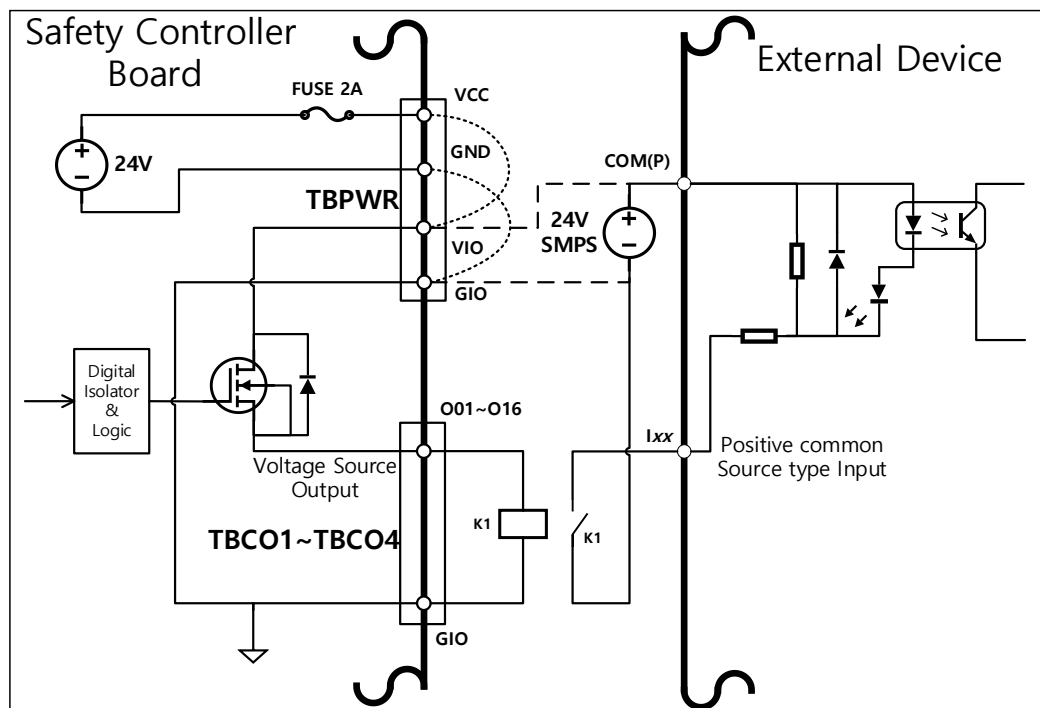 Safety Controller
Board
External Device
FUSE 2A
VCC
+
24V
-
GND
COM(P)
TBPWR
24V
SMPS
+
-
VIO
GIO
Digital
Isolator
&
Logic
O01~O16
Voltage Source
Output
Ixx
Positive common
Source type Input
TBCO1~TBCO4
K1
K1
GIO